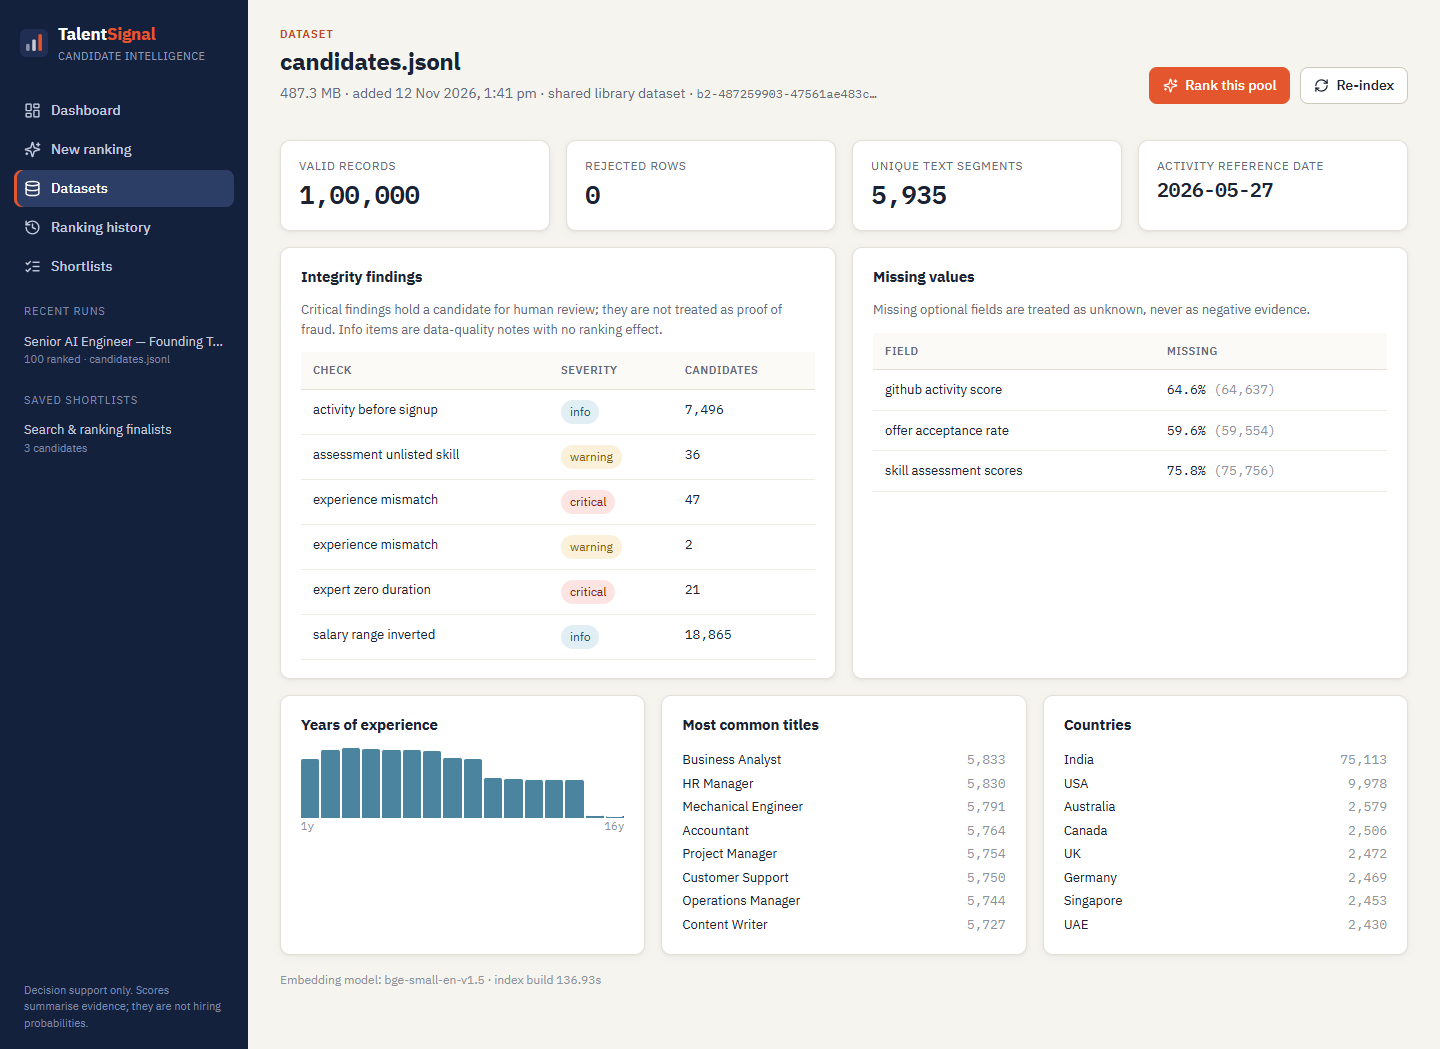 TalentSignal
CANDIDATE INTELLIGENCE
Dashboard
New ranking
Datasets
Ranking history
Shortlists
RECENT RUNS
Senior AI Engineer — Founding T...
100 ranked · candidates.jsonl
SAVED SHORTLISTS
Search & ranking finalists
3 candidates
Decision support only. Scores
summarise evidence; they are not hiring
probabilities.
DATASET
candidates.jsonl
487.3 MB · added 12 Nov 2026, 1:41 pm · shared library dataset · b2-487259903-47561ae483c…
Rank this pool
Re-index
VALID RECORDS
1,00,000
REJECTED ROWS
0
UNIQUE TEXT SEGMENTS
5,935
ACTIVITY REFERENCE DATE
2026-05-27
Integrity findings
Critical findings hold a candidate for human review; they are not treated as proof of
fraud. Info items are data-quality notes with no ranking effect.
CHECK SEVERITY CANDIDATES
activity before signup info 7,496
assessment unlisted skill warning 36
experience mismatch critical 47
experience mismatch warning 2
expert zero duration critical 21
salary range inverted info 18,865
Missing values
Missing optional fields are treated as unknown, never as negative evidence.
FIELD MISSING
github activity score 64.6% (64,637)
offer acceptance rate 59.6% (59,554)
skill assessment scores 75.8% (75,756)
Years of experience
1y 16y
Most common titles
Business Analyst 5,833
HR Manager 5,830
Mechanical Engineer 5,791
Accountant 5,764
Project Manager 5,754
Customer Support 5,750
Operations Manager 5,744
Content Writer 5,727
Countries
India 75,113
USA 9,978
Australia 2,579
Canada 2,506
UK 2,472
Germany 2,469
Singapore 2,453
UAE 2,430
Embedding model: bge-small-en-v1.5 · index build 136.93s